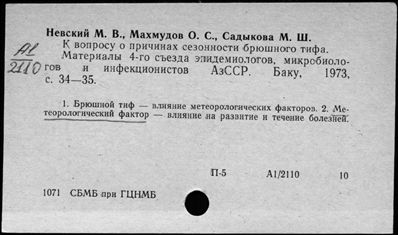 Невский М. В., Махмудов О. С., Садыкова М. Ш.
К вопросу о причинах сезонности брюшного тифа.
Материалы 4-го съезда эпидемиологов, микробиоло-
гов и инфекционистов АзССР. Баку, 1973,
с. 34—35.
А1
2110
1. Брюшной тиф — влияние метеорологических факторов. 2. Ме-
теорологический фактор — влияние на развитие и течение болезней.
П-5 А1/2110 10
1071 СБМБ при ГЦНМБ